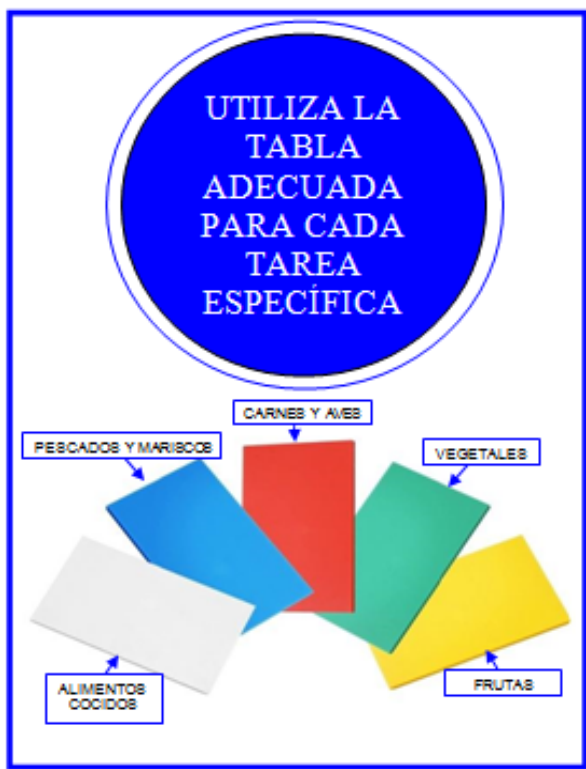 UTILIZA LA
TABLA
ADECUADA
PARA CADA
TAREA
ESPECÍFICA
CARNES Y AVES
PESCADOS Y MARISCOS
VEGETALES
ALIMENTOS
COCIDOS
FRUTAS